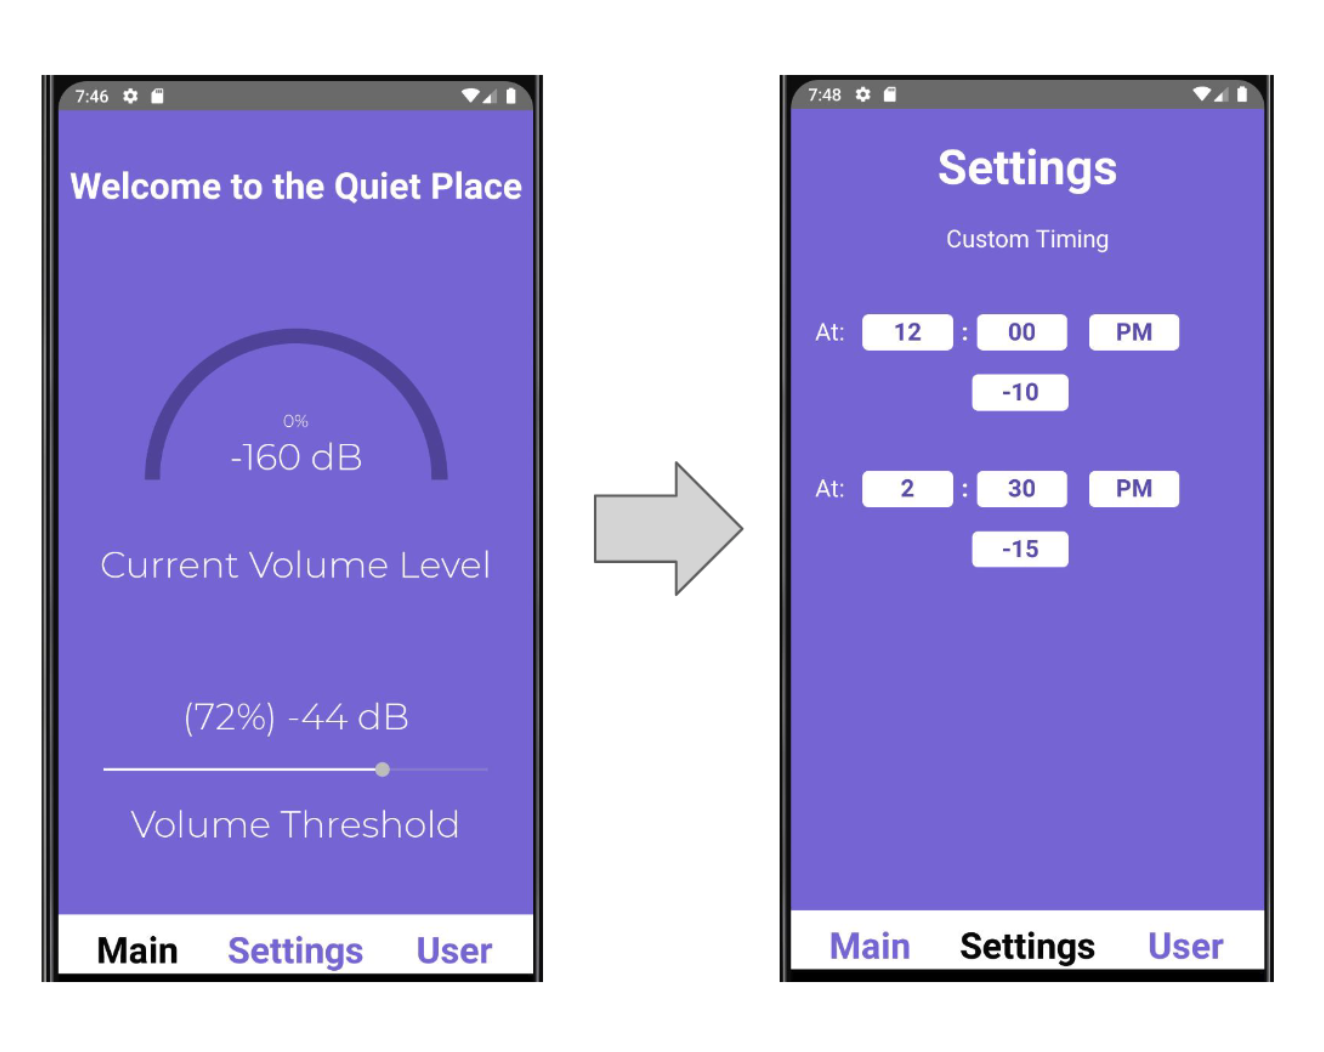 7:46
Welcome to the Quiet Place
0%
-160 dB
Current Volume Level
(72%) -44 dB
Volume Threshold
Main Settings User
7:48
Settings
Custom Timing
At: 12 : 00 PM
-10
At: 2 : 30 PM
-15
Main Settings User